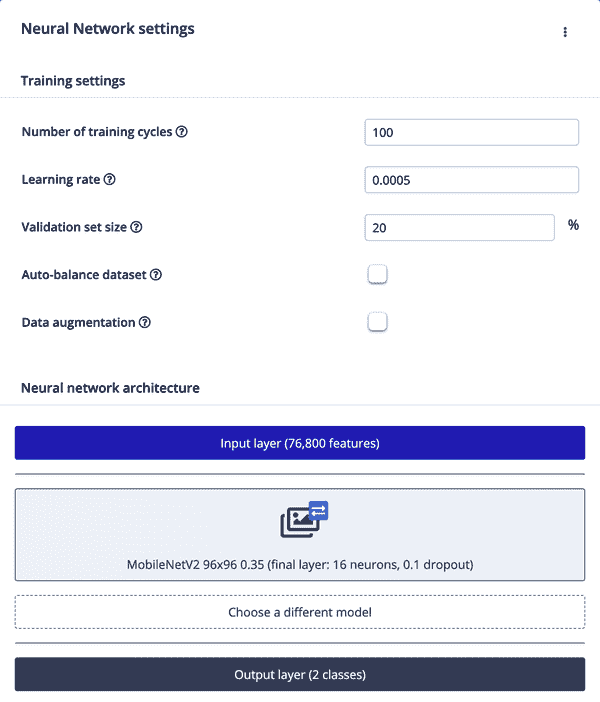 Neural Network settings
Training settings
Number of training cycles
100
Learning rate
0.0005
Validation set size
20
%
Auto-balance dataset
Data augmentation
Neural network architecture
Input layer (76,800 features)
MobileNetV2 96x96 0.35 (final layer: 16 neurons, 0.1 dropout)
Choose a different model
Output layer (2 classes)